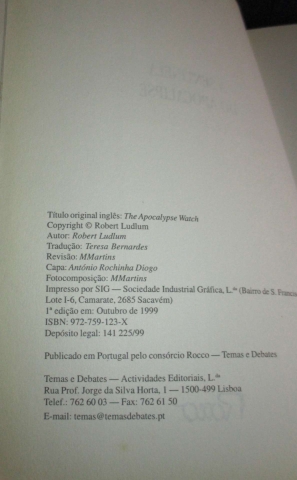 Título original inglês: The Apocalypse Watch
Copyright © Robert Ludlum
Autor: Robert Ludlum
Tradução: Teresa Bernardes
Revisão: MMartins
Capa: António Rochinha Diogo
Fotocomposição: MMartins
Impresso por SIG — Sociedade Industrial Gráfica, L.da (Bairro de S. Francis
Lote I-6, Camarate, 2685 Sacavém)
1ª edição em: Outubro de 1999
ISBN: 972-759-123-X
Depósito legal: 141 225/99
Publicado em Portugal pelo consórcio Rocco — Temas e Debates
Temas e Debates — Actividades Editoriais, L.da
Rua Prof. Jorge da Silva Horta, 1 — 1500-499 Lisboa
Telef.: 762 60 03 — Fax: 762 61 50
E-mail: temas@temasdebates.pt